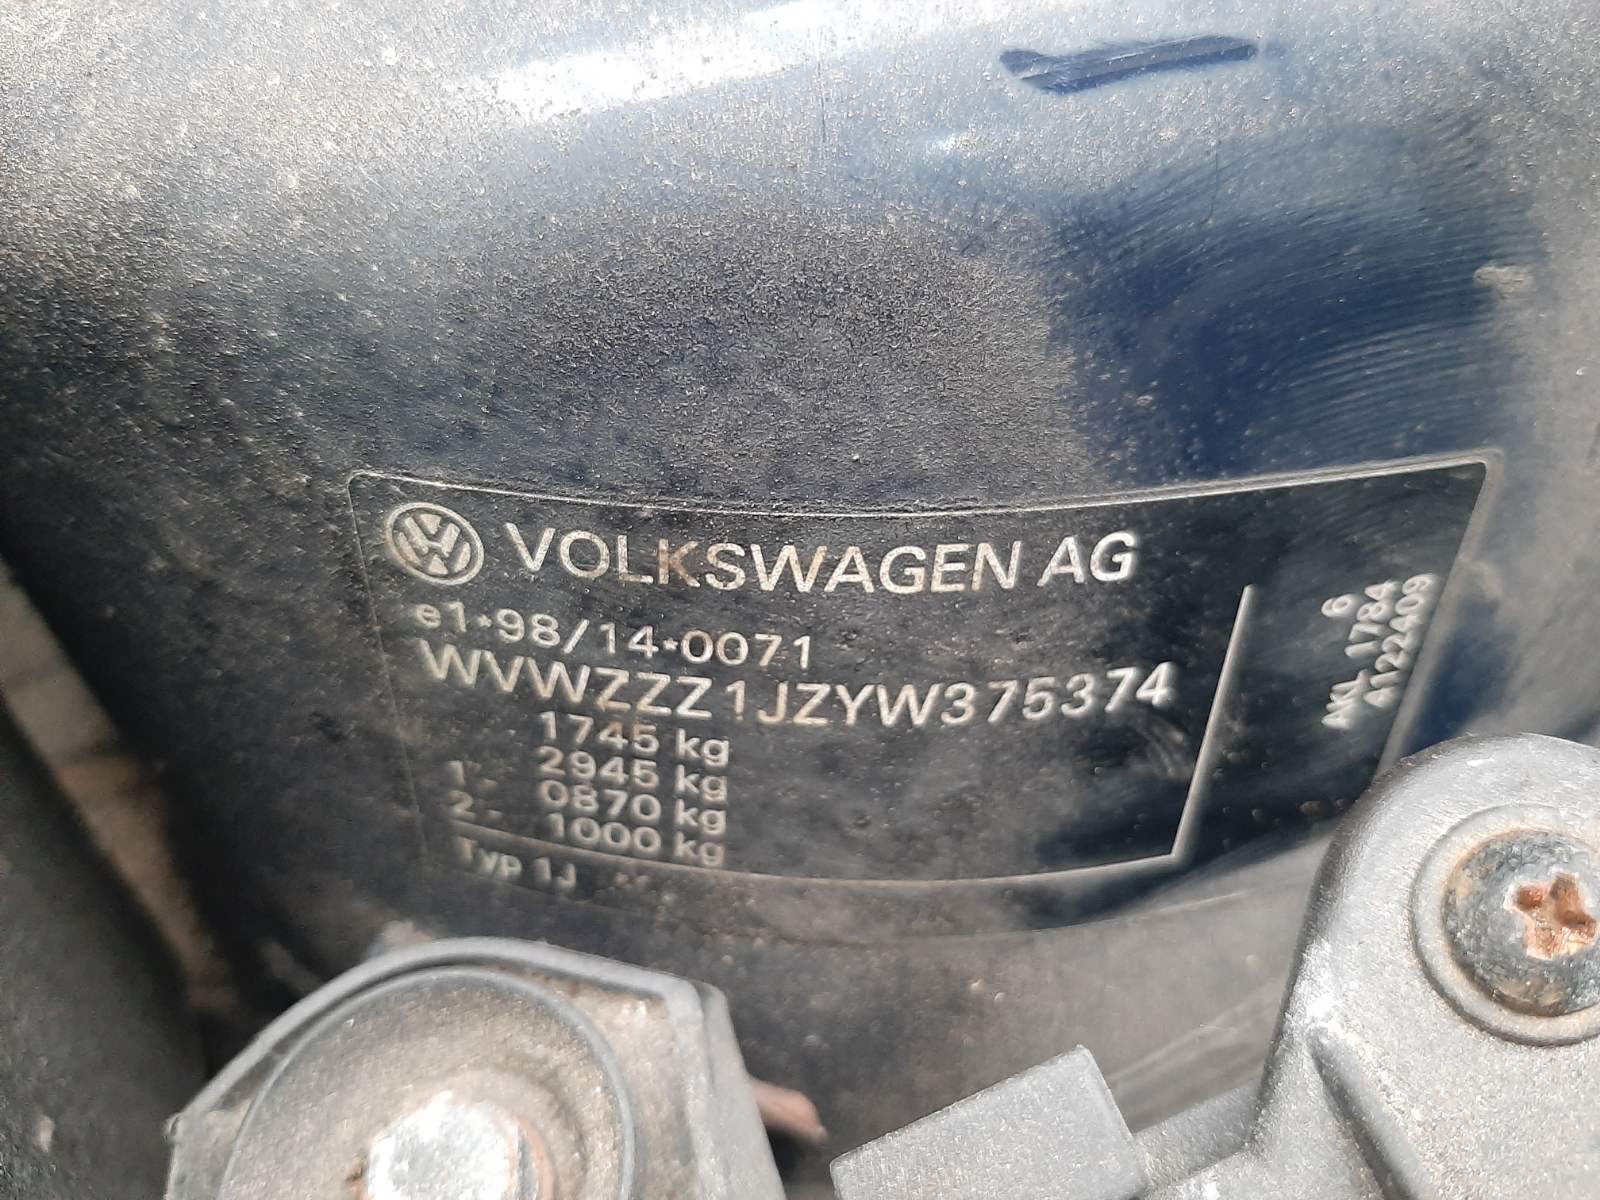 VOLKSWAGEN AG
e1*98/14*0071
WVWZZZ1JZYW375374
1745 kg
2945 kg
1 - 0870 kg
2 - 1000 kg
Typ 1J
6
AKL 1784